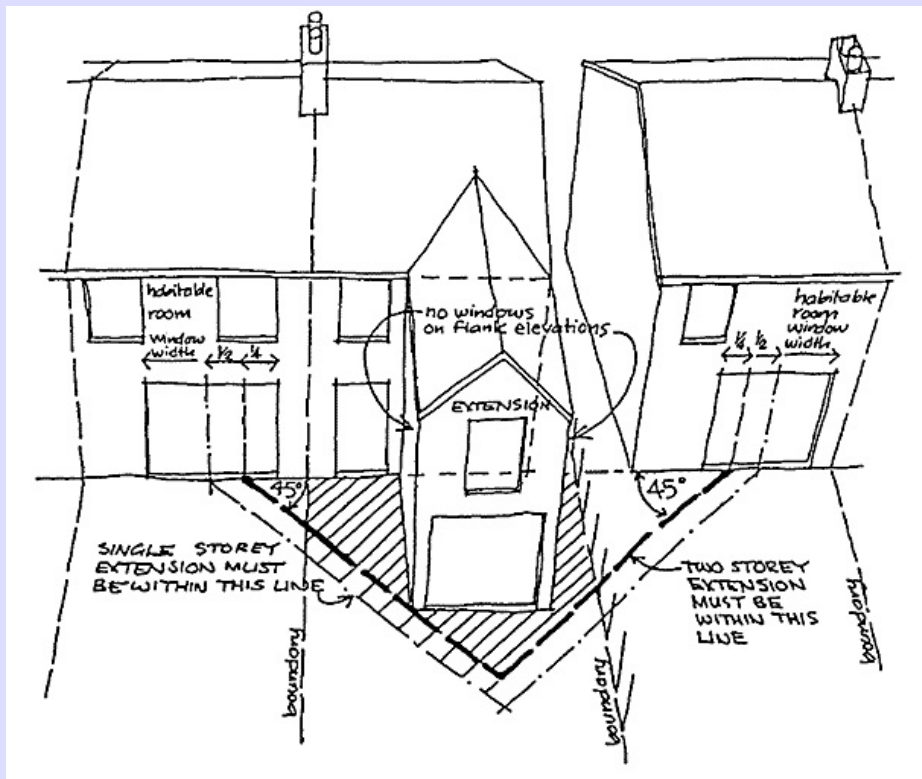 habitable
room
window
width
1/2
1/4
no windows
on flank elevations
habitable
room
window
width
1/4
1/2
EXTENSION
45°
45°
SINGLE STOREY
EXTENSION MUST
BE WITHIN THIS LINE
TWO STOREY
EXTENSION
MUST BE
WITHIN THIS
LINE
boundary
boundary
boundary